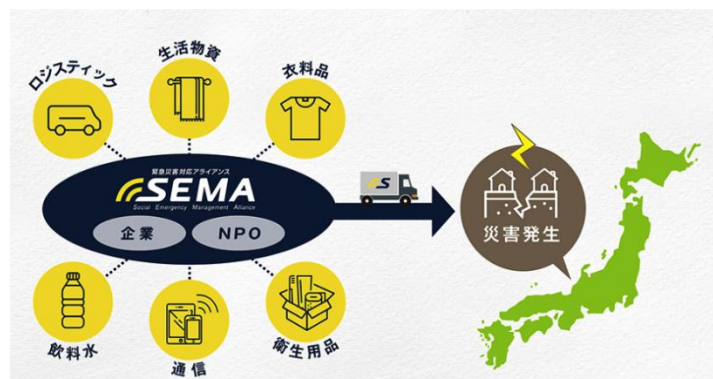 ロジスティック
生活物資
衣料品
緊急災害対応アライアンス
SEMA
Social Emergency Management Alliance
企業
NPO
S
災害発生
飲料水
通信
衛生用品